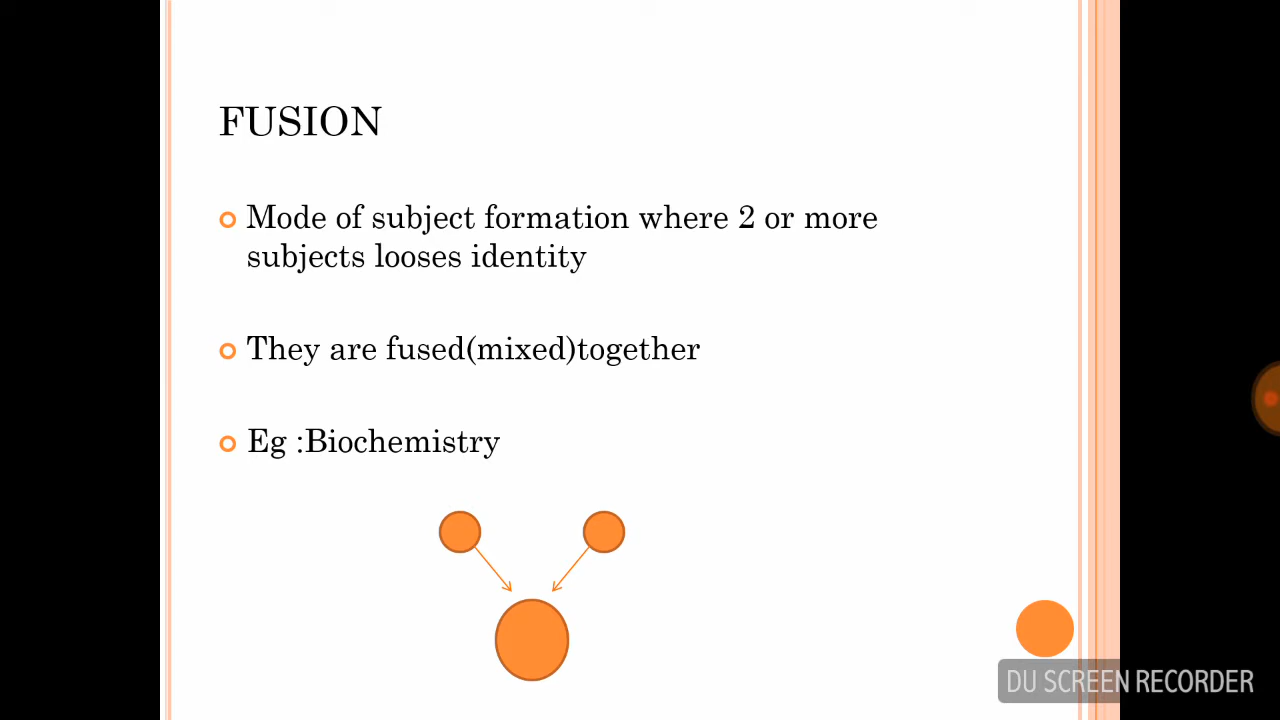 FUSION
Mode of subject formation where 2 or more
subjects looses identity
They are fused(mixed)together
Eg :Biochemistry
DU SCREEN RECORDER